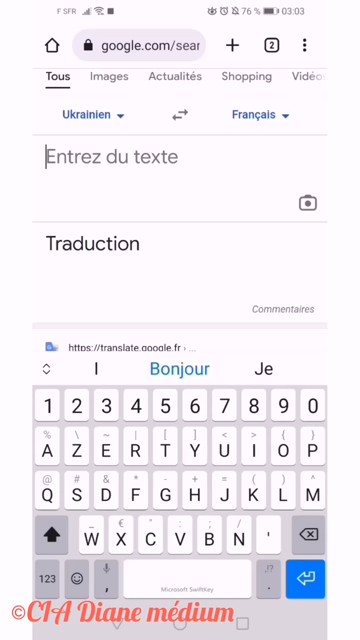 F SFR 76 % 03:03
google.com/sear
2
Tous Images Actualités Shopping Vidéos
Ukrainien Français
Entrez du texte
Traduction
Commentaires
https://translate.google.fr › ...
I Bonjour Je
1 2 3 4 5 6 7 8 9 0
% \ ~ | [ ] < > { }
A Z E R T Y U I O P
@ # & * - + = ( ) ^
Q S D F G H J K L M
_ € " : ; /
W X C V B N '
123 , Microsoft SwiftKey ,!? .
©CIA Diane médium